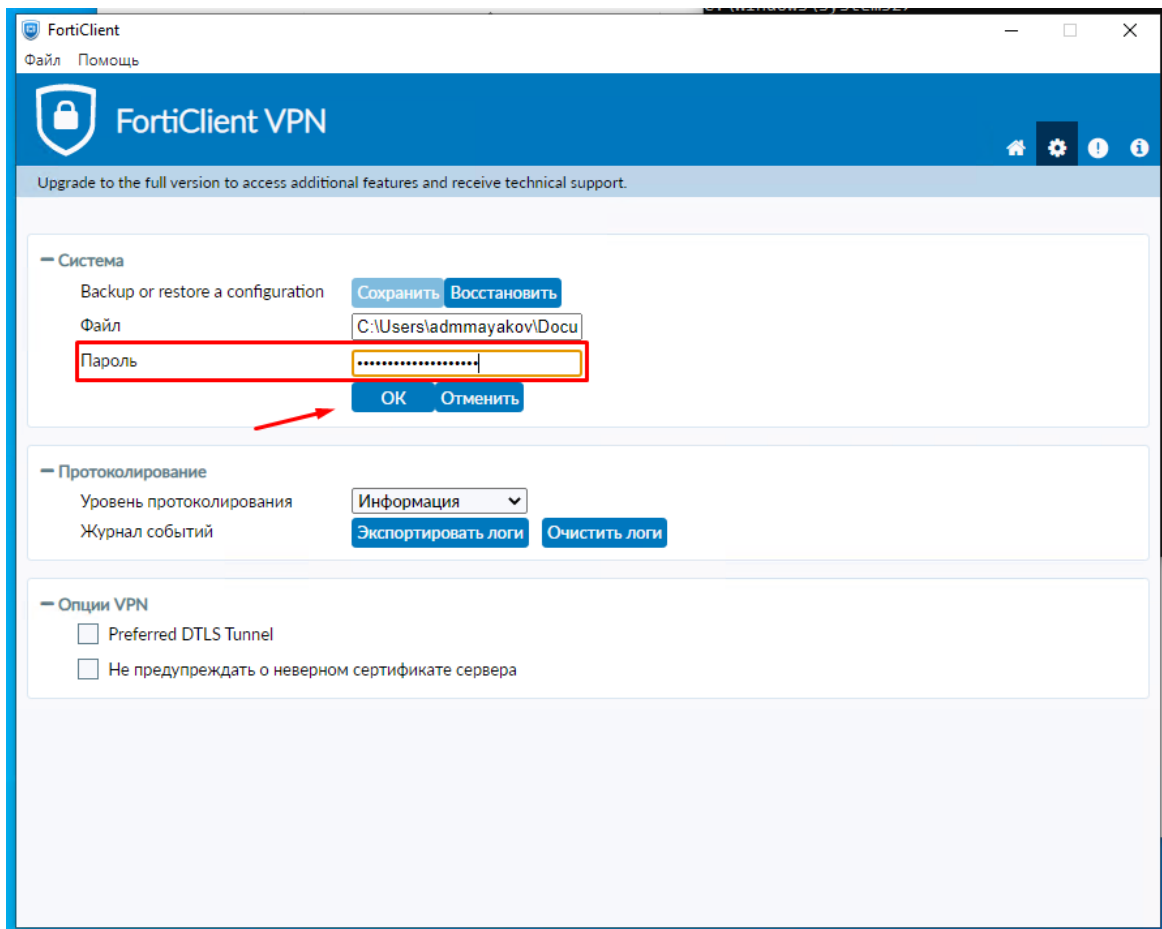 C:\Windows\System32>
FortiClient
Файл Помощь
FortiClient VPN
Upgrade to the full version to access additional features and receive technical support.
Система
Backup or restore a configuration Сохранить Восстановить
Файл C:\Users\admmayakov\Docu
Пароль ••••••••••••••••••••
OK Отменить
Протоколирование
Уровень протоколирования Информация
Журнал событий Экспортировать логи Очистить логи
Опции VPN
Preferred DTLS Tunnel
Не предупреждать о неверном сертификате сервера